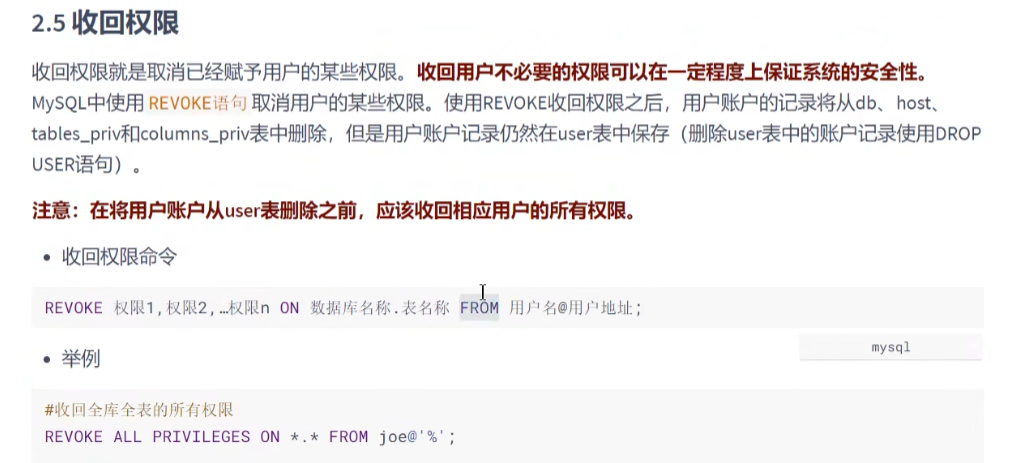 2.5 收回权限
收回权限就是取消已经赋予用户的某些权限。收回用户不必要的权限可以在一定程度上保证系统的安全性。
MySQL中使用 REVOKE语句 取消用户的某些权限。使用REVOKE收回权限之后，用户账户的记录将从db、host、
tables_priv和columns_priv表中删除，但是用户账户记录仍然在user表中保存（删除user表中的账户记录使用DROP
USER语句）。
注意：在将用户账户从user表删除之前，应该收回相应用户的所有权限。
• 收回权限命令
REVOKE 权限1,权限2,…权限n ON 数据库名称.表名称 FROM 用户名@用户地址;
• 举例
mysql
#收回全库全表的所有权限
REVOKE ALL PRIVILEGES ON *.* FROM joe@'%';